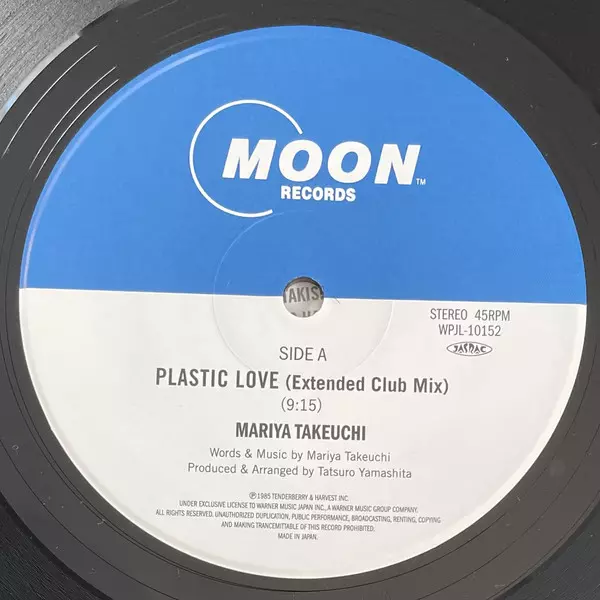 MOON™
RECORDS
TAKIS
STEREO 45RPM
WPJL-10152
JASRAC
SIDE A
PLASTIC LOVE (Extended Club Mix)
(9:15)
MARIYA TAKEUCHI
Words & Music by Mariya Takeuchi
Produced & Arranged by Tatsuro Yamashita
℗1985 TENDERBERRY & HARVEST INC.
UNDER EXCLUSIVE LICENSE TO WARNER MUSIC JAPAN INC., A WARNER MUSIC GROUP COMPANY.
ALL RIGHTS RESERVED. UNAUTHORIZED DUPLICATION, PUBLIC PERFORMANCE, BROADCASTING, RENTING, COPYING
AND MAKING TRANCEMITTABLE OF THIS RECORD PROHIBITED.
MADE IN JAPAN.